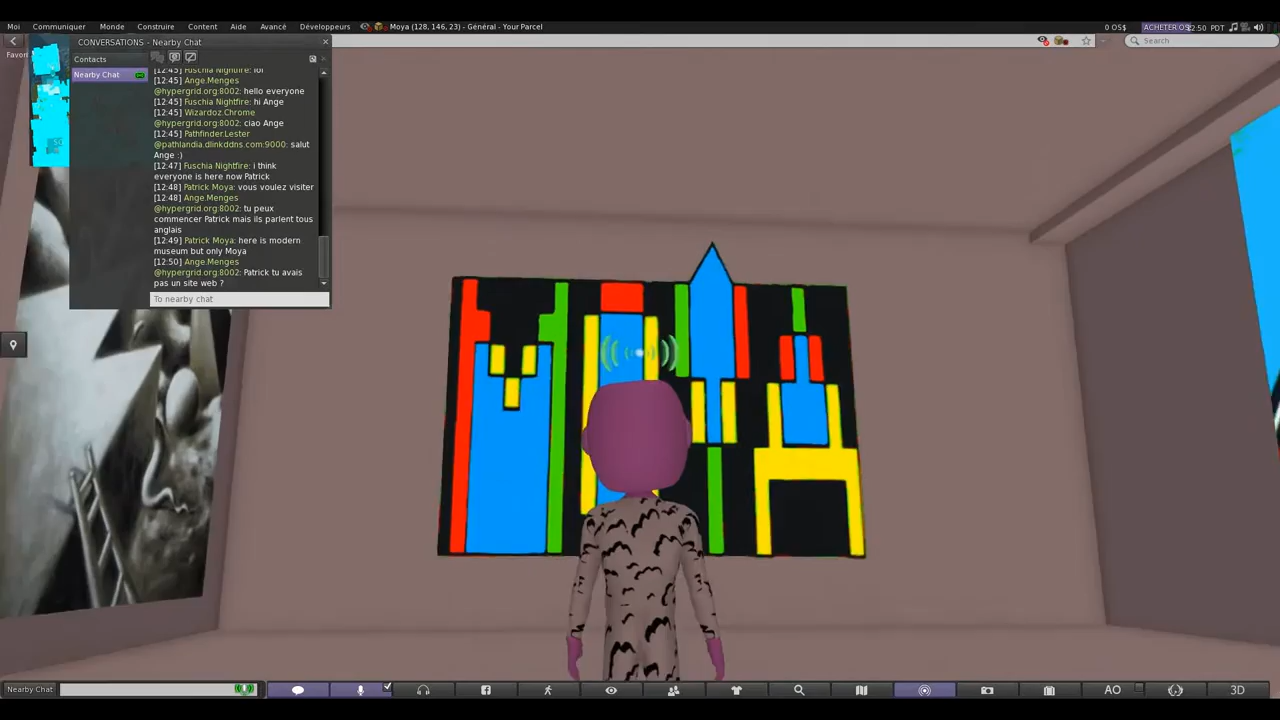 Moi Communiquer Monde Construire Content Aide Avancé Développeurs Moya (128, 146, 23) - Général - Your Parcel 0 OS$ ACHETER OS 12:50 PDT
CONVERSATIONS - Nearby Chat
Search
Favori
Contacts
Nearby Chat
[12:45] Fuschia Nightfire: lol
[12:45] Ange.Menges
@hypergrid.org:8002: hello everyone
[12:45] Fuschia Nightfire: hi Ange
[12:45] Wizardoz.Chrome
@hypergrid.org:8002: ciao Ange
[12:45] Pathfinder.Lester
@pathlandia.dlinkddns.com:9000: salut
Ange :)
[12:47] Fuschia Nightfire: i think
everyone is here now Patrick
[12:48] Patrick Moya: vous voulez visiter
[12:48] Ange.Menges
@hypergrid.org:8002: tu peux
commencer Patrick mais ils parlent tous
anglais
[12:49] Patrick Moya: here is modern
museum but only Moya
[12:50] Ange.Menges
@hypergrid.org:8002: Patrick tu avais
pas un site web ?
To nearby chat
MOYA
Nearby Chat
AO
3D